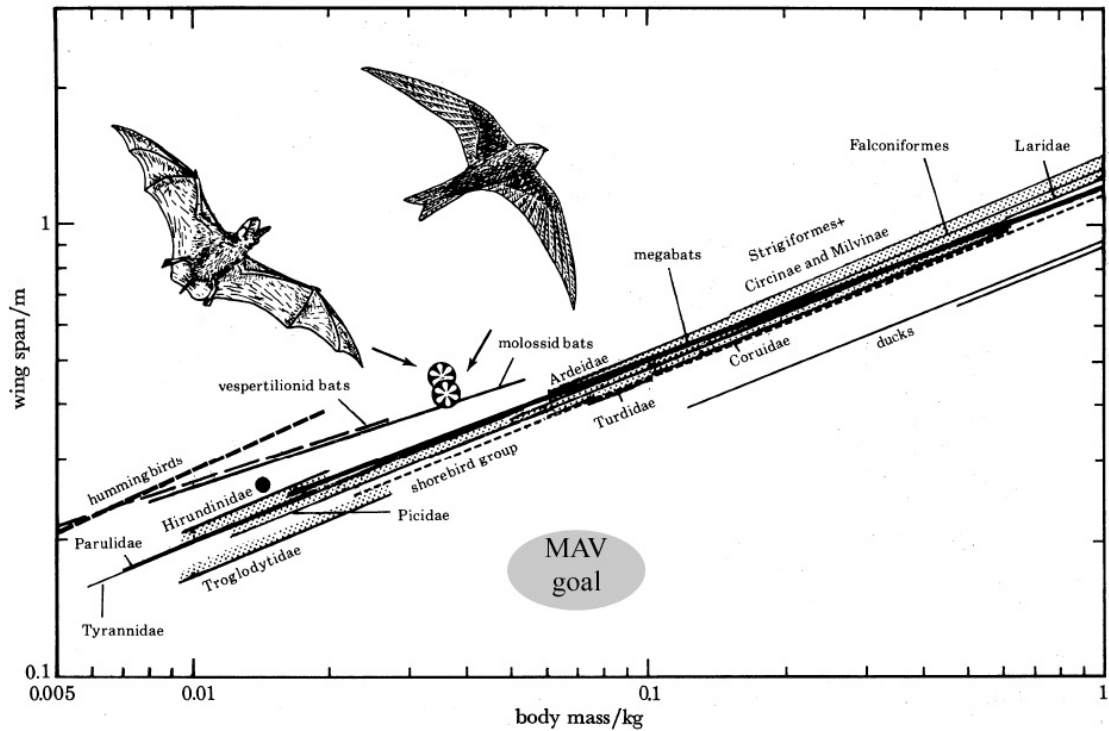 Falconiformes
Laridae
1
Strigiformes+
Circinae and Milvinae
megabats
wing span/m
molossid bats
Ardeidae
Coruidae
ducks
vespertilionid bats
Turdidae
hummingbirds
shorebird group
Hirundinidae
Picidae
Parulidae
MAV
goal
Troglodytidae
Tyrannidae
0.1
0.005
0.01
0.1
1
body mass/kg